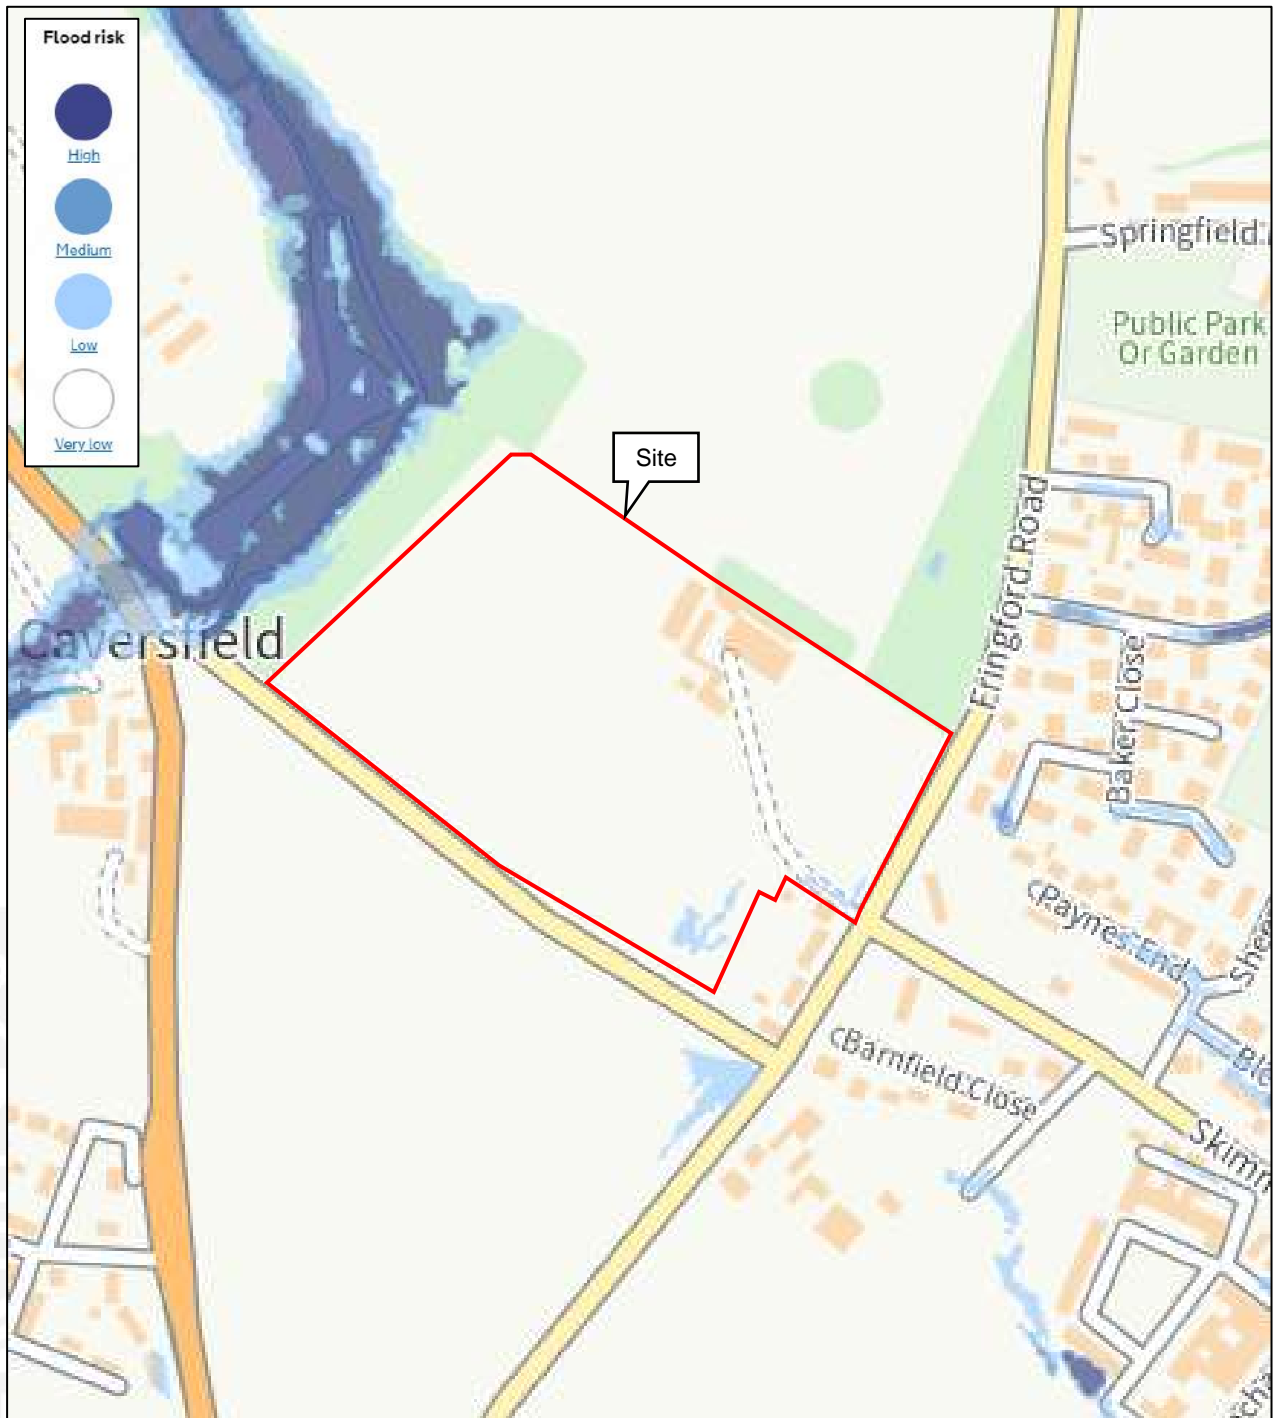 Flood risk
High
Medium
Low
Very low
Springfield
Public Park
Or Garden
Site
Fringford Road
Caversfield
Baker Close
Paynes End
Barnfield Close